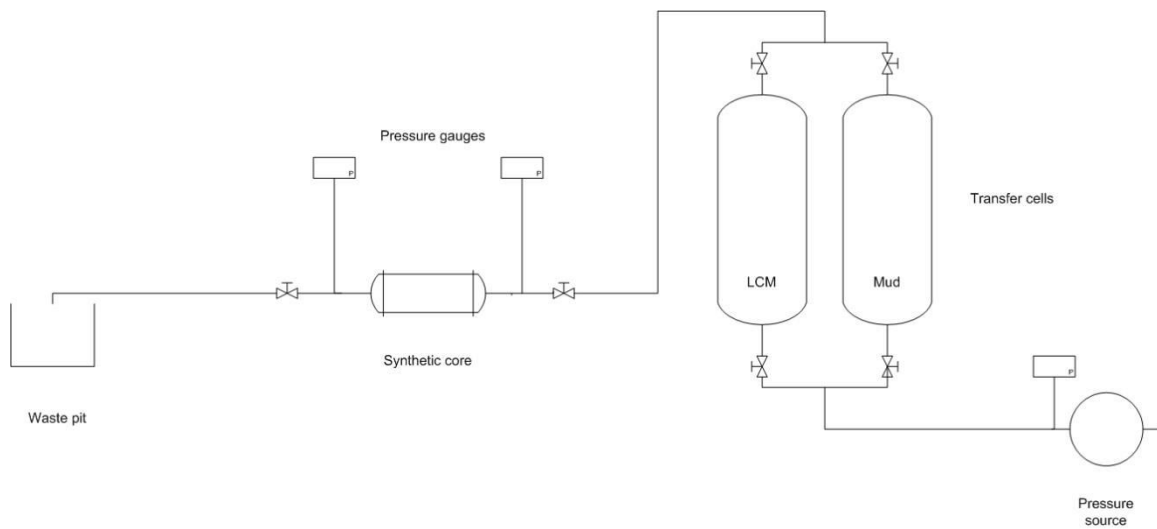 Pressure gauges
P
P
Transfer cells
LCM
Mud
Synthetic core
P
Waste pit
Pressure
source